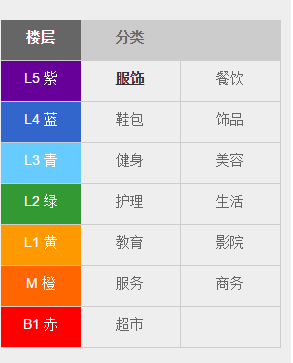 楼层 分类
L5 紫 服饰 餐饮
L4 蓝 鞋包 饰品
L3 青 健身 美容
L2 绿 护理 生活
L1 黄 教育 影院
M 橙 服务 商务
B1 赤 超市